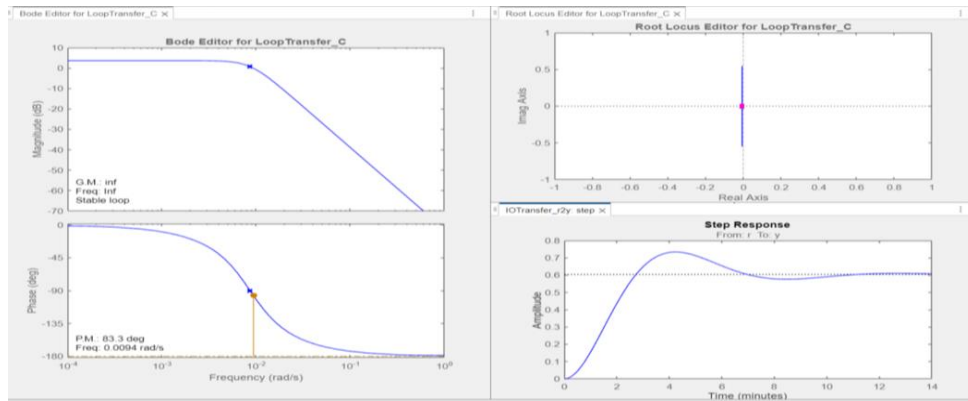 Bode Editor for LoopTransfer_C ×
Bode Editor for LoopTransfer_C
10
0
-10
-20
-30
-40
-50
-60
-70
Magnitude (dB)
G.M.: inf
Freq: Inf
Stable loop
0
-45
-90
-135
-180
Phase (deg)
P.M.: 83.3 deg
Freq: 0.0094 rad/s
10^-4 10^-3 10^-2 10^-1 10^0
Frequency (rad/s)
Root Locus Editor for LoopTransfer_C ×
Root Locus Editor for LoopTransfer_C
1
0.5
0
-0.5
-1
Imag Axis
-1 -0.8 -0.6 -0.4 -0.2 0 0.2 0.4 0.6 0.8 1
Real Axis
IOTransfer_r2y step ×
Step Response
From: r To: y
0.8
0.7
0.6
0.5
0.4
0.3
0.2
0.1
0
Amplitude
0 2 4 6 8 10 12 14
Time (minutes)